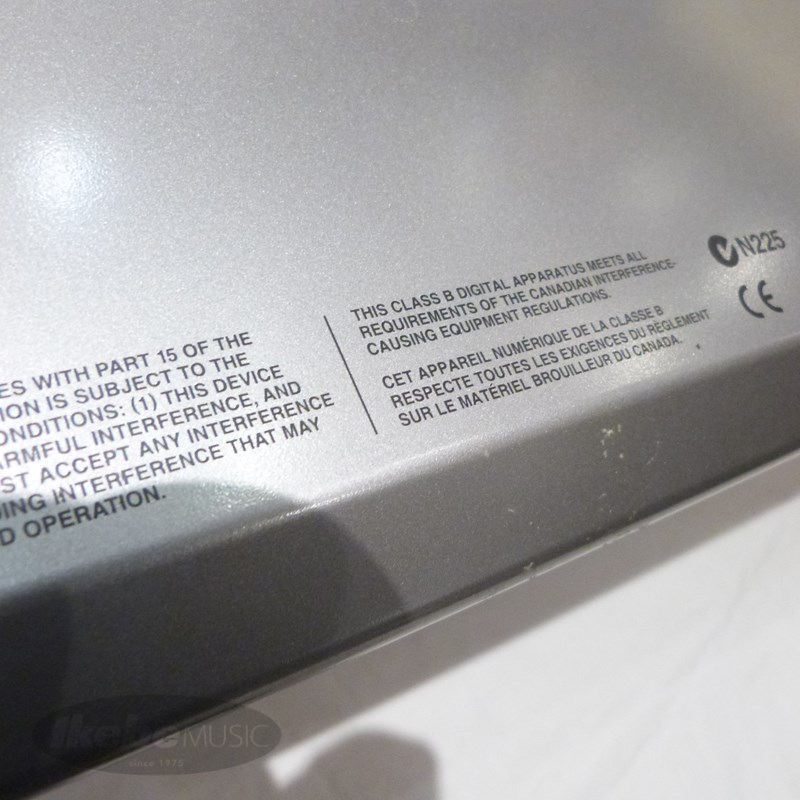 ES WITH PART 15 OF THE
ION IS SUBJECT TO THE
ONDITIONS: (1) THIS DEVICE
ARMFUL INTERFERENCE, AND
ST ACCEPT ANY INTERFERENCE
ING INTERFERENCE THAT MAY
D OPERATION.
THIS CLASS B DIGITAL APPARATUS MEETS ALL
REQUIREMENTS OF THE CANADIAN INTERFERENCE-
CAUSING EQUIPMENT REGULATIONS.
CET APPAREIL NUMÉRIQUE DE LA CLASSE B
RESPECTE TOUTES LES EXIGENCES DU RÈGLEMENT
SUR LE MATÉRIEL BROUILLEUR DU CANADA.
N225
CE
Ikebe MUSIC
since 1975